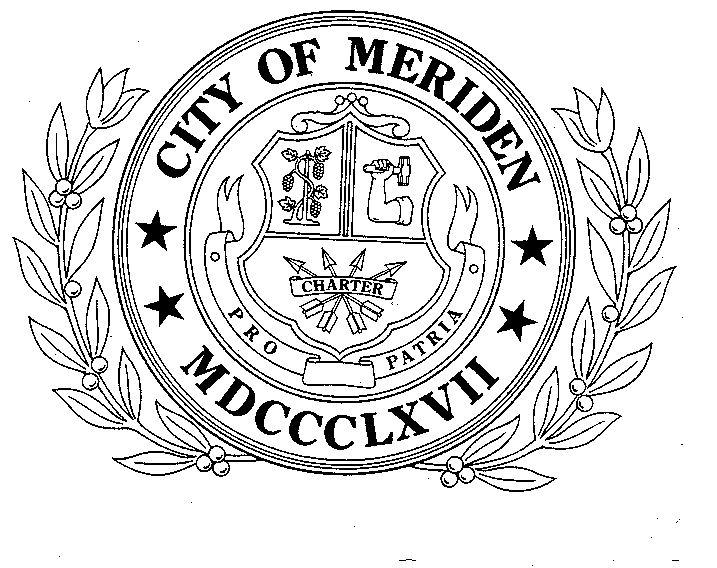 CITY OF MERIDEN
CHARTER
PRO PATRIA
MDCCCLXVII